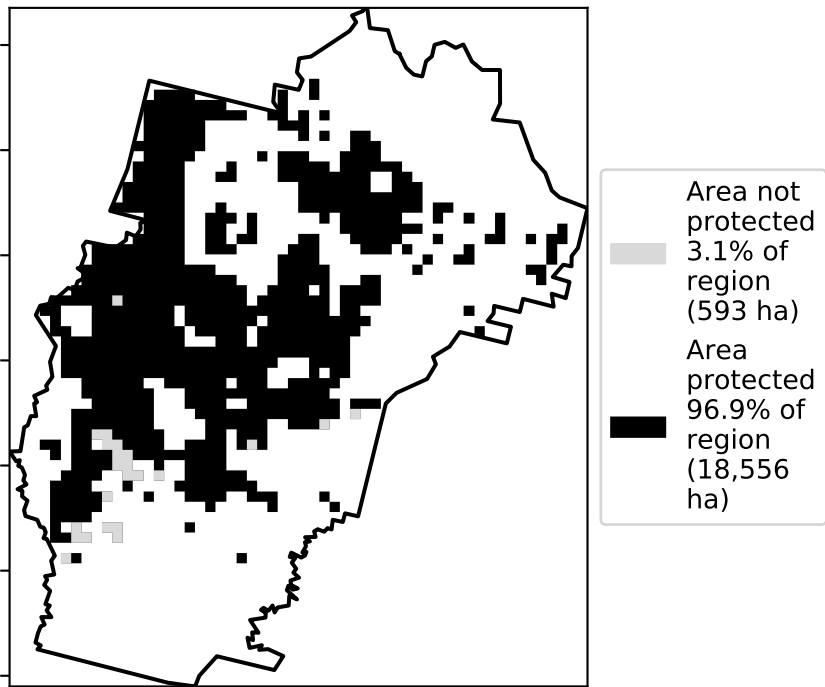 Area not
protected
3.1% of
region
(593 ha)
Area
protected
96.9% of
region
(18,556
ha)